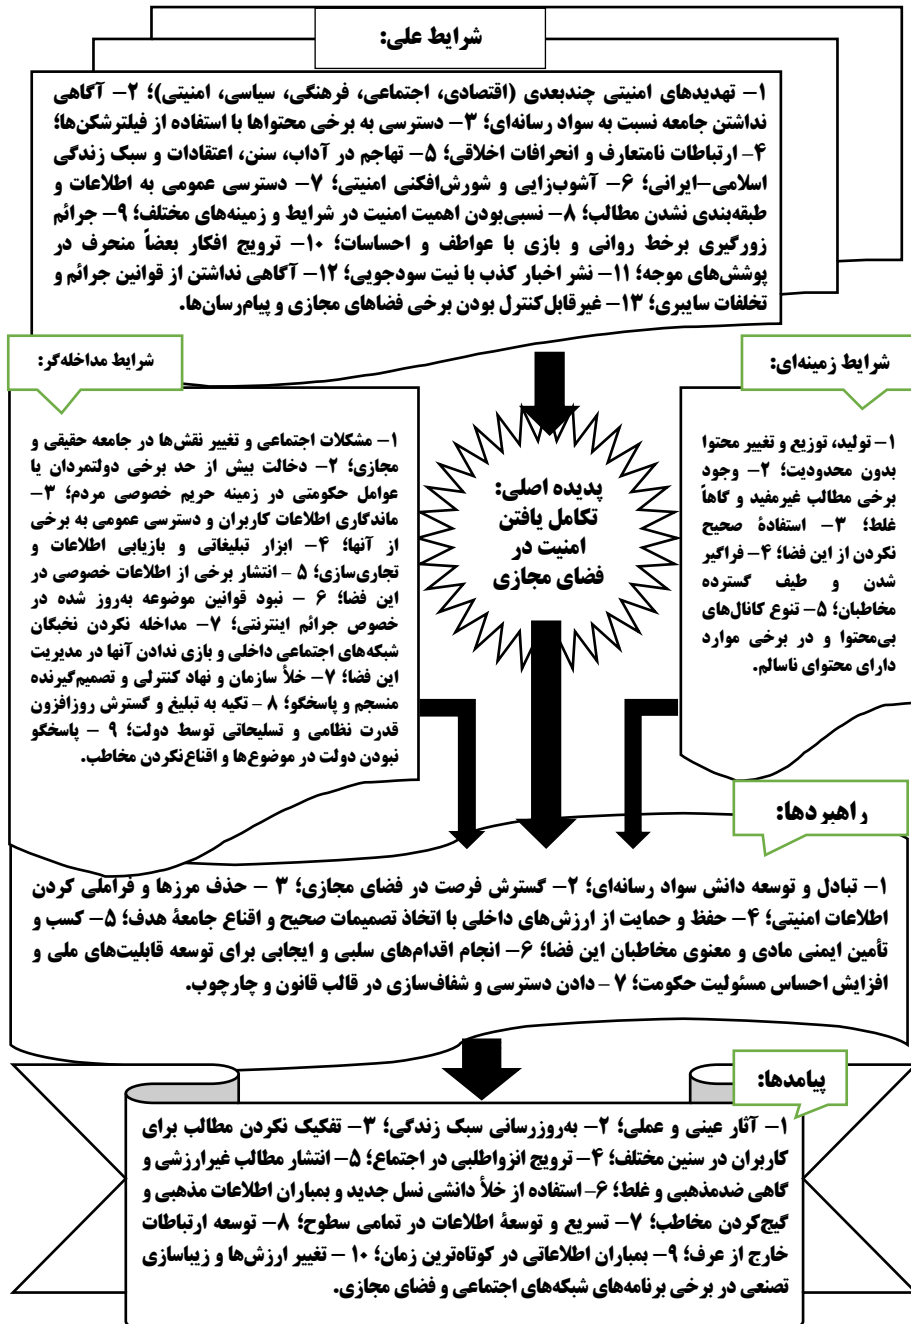 شرایط علی:
۱- تهدیدهای امنیتی چندبعدی (اقتصادی، اجتماعی، فرهنگی، سیاسی، امنیتی)؛ ۲- آگاهی
نداشتن جامعه نسبت به سواد رسانه‌ای؛ ۳- دسترسی به برخی محتواها با استفاده از فیلترشکن‌ها؛
۴- ارتباطات نامتعارف و انحرافات اخلاقی؛ ۵- تهاجم در آداب، سنن، اعتقادات و سبک زندگی
اسلامی-ایرانی؛ ۶- آشوب‌زایی و شورش‌افکنی امنیتی؛ ۷- دسترسی عمومی به اطلاعات و
طبقه‌بندی نشدن مطالب؛ ۸- نسبی‌بودن اهمیت امنیت در شرایط و زمینه‌های مختلف؛ ۹- جرائم
زورگیری برخط روانی و بازی با عواطف و احساسات؛ ۱۰- ترویج افکار بعضاً منحرف در
پوشش‌های موجه؛ ۱۱- نشر اخبار کذب با نیت سودجویی؛ ۱۲- آگاهی نداشتن از قوانین جرائم و
تخلفات سایبری؛ ۱۳- غیرقابل‌کنترل بودن برخی فضاهای مجازی و پیام‌رسان‌ها.
شرایط زمینه‌ای:
۱- تولید، توزیع و تغییر محتوا
بدون محدودیت؛ ۲- وجود
برخی مطالب غیرمفید و گاهاً
غلط؛ ۳- استفادهٔ صحیح
نکردن از این فضا؛ ۴- فراگیر
شدن و طیف گسترده
مخاطبان؛ ۵- تنوع کانال‌های
بی‌محتوا و در برخی موارد
دارای محتوای ناسالم.
پدیده اصلی:
تکامل یافتن
امنیت در
فضای مجازی
شرایط مداخله‌گر:
۱- مشکلات اجتماعی و تغییر نقش‌ها در جامعه حقیقی و
مجازی؛ ۲- دخالت بیش از حد برخی دولتمردان یا
عوامل حکومتی در زمینه حریم خصوصی مردم؛ ۳-
ماندگاری اطلاعات کاربران و دسترسی عمومی به برخی
از آنها؛ ۴- ابزار تبلیغاتی و بازیابی اطلاعات و
تجاری‌سازی؛ ۵ - انتشار برخی از اطلاعات خصوصی در
این فضا؛ ۶ - نبود قوانین موضوعه به‌روز شده در
خصوص جرائم اینترنتی؛ ۷- مداخله نکردن نخبگان
شبکه‌های اجتماعی داخلی و بازی ندادن آنها در مدیریت
این فضا؛ ۷- خلأ سازمان و نهاد کنترلی و تصمیم‌گیرنده
منسجم و پاسخگو؛ ۸ - تکیه به تبلیغ و گسترش روزافزون
قدرت نظامی و تسلیحاتی توسط دولت؛ ۹ - پاسخگو
نبودن دولت در موضوع‌ها و اقناع‌نکردن مخاطب.
راهبردها:
۱- تبادل و توسعه دانش سواد رسانه‌ای؛ ۲- گسترش فرصت در فضای مجازی؛ ۳ - حذف مرزها و فراملی کردن
اطلاعات امنیتی؛ ۴- حفظ و حمایت از ارزش‌های داخلی با اتخاذ تصمیمات صحیح و اقناع جامعهٔ هدف؛ ۵- کسب و
تأمین ایمنی مادی و معنوی مخاطبان این فضا؛ ۶- انجام اقدام‌های سلبی و ایجابی برای توسعه قابلیت‌های ملی و
افزایش احساس مسئولیت حکومت؛ ۷ - دادن دسترسی و شفاف‌سازی در قالب قانون و چارچوب.
پیامدها:
۱- آثار عینی و عملی؛ ۲- به‌روزرسانی سبک زندگی؛ ۳- تفکیک نکردن مطالب برای
کاربران در سنین مختلف؛ ۴- ترویج انزواطلبی در اجتماع؛ ۵- انتشار مطالب غیرارزشی و
گاهی ضدمذهبی و غلط؛ ۶- استفاده از خلأ دانشی نسل جدید و بمباران اطلاعات مذهبی و
گیج‌کردن مخاطب؛ ۷- تسریع و توسعهٔ اطلاعات در تمامی سطوح؛ ۸- توسعه ارتباطات
خارج از عرف؛ ۹- بمباران اطلاعاتی در کوتاه‌ترین زمان؛ ۱۰ - تغییر ارزش‌ها و زیباسازی
تصنعی در برخی برنامه‌های شبکه‌های اجتماعی و فضای مجازی.